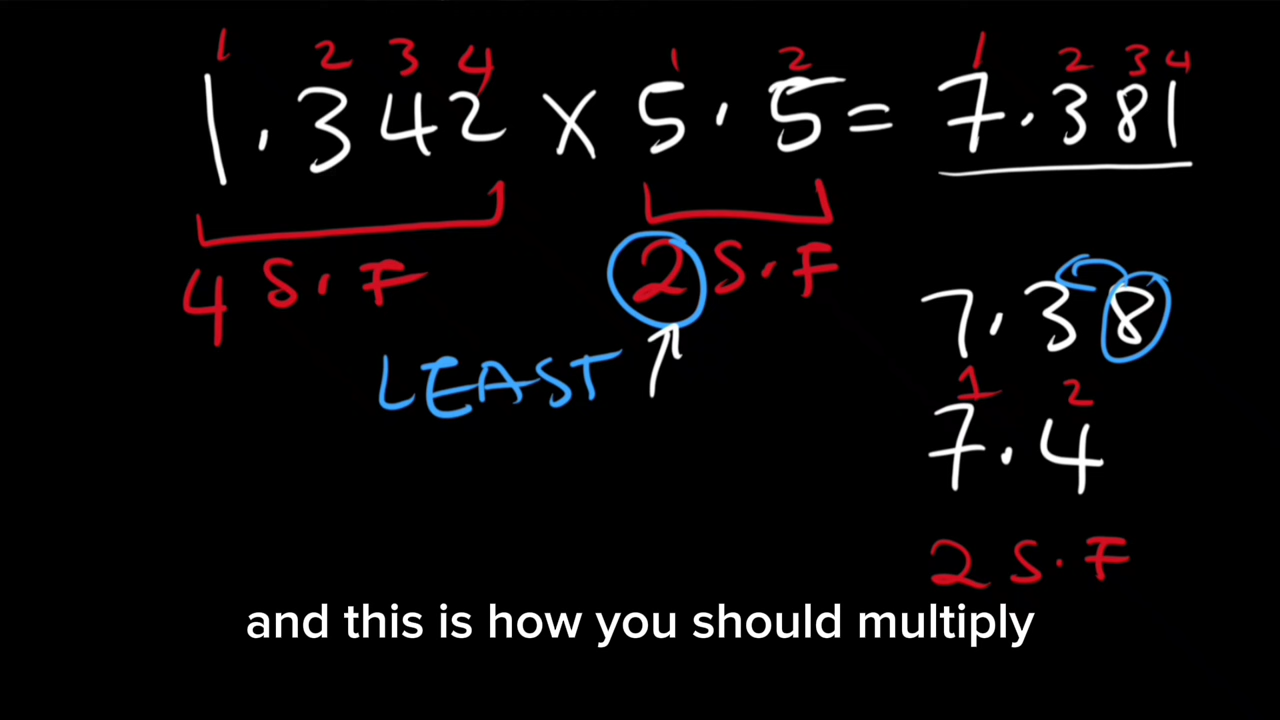 1 2 3 4 1 2 1 2 3 4
1.342 X 5.5 = 7.381
4 S.F 2 S.F
7.38
LEAST
1 2
7.4
2 S.F
and this is how you should multiply